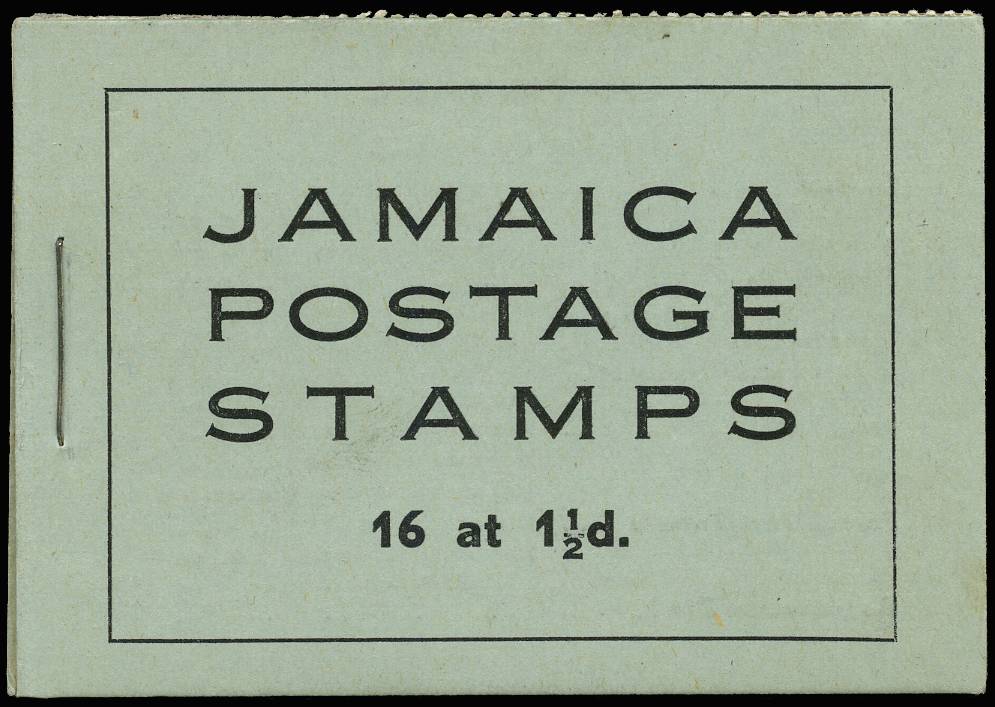 JAMAICA
POSTAGE
STAMPS
16 at 1½d.